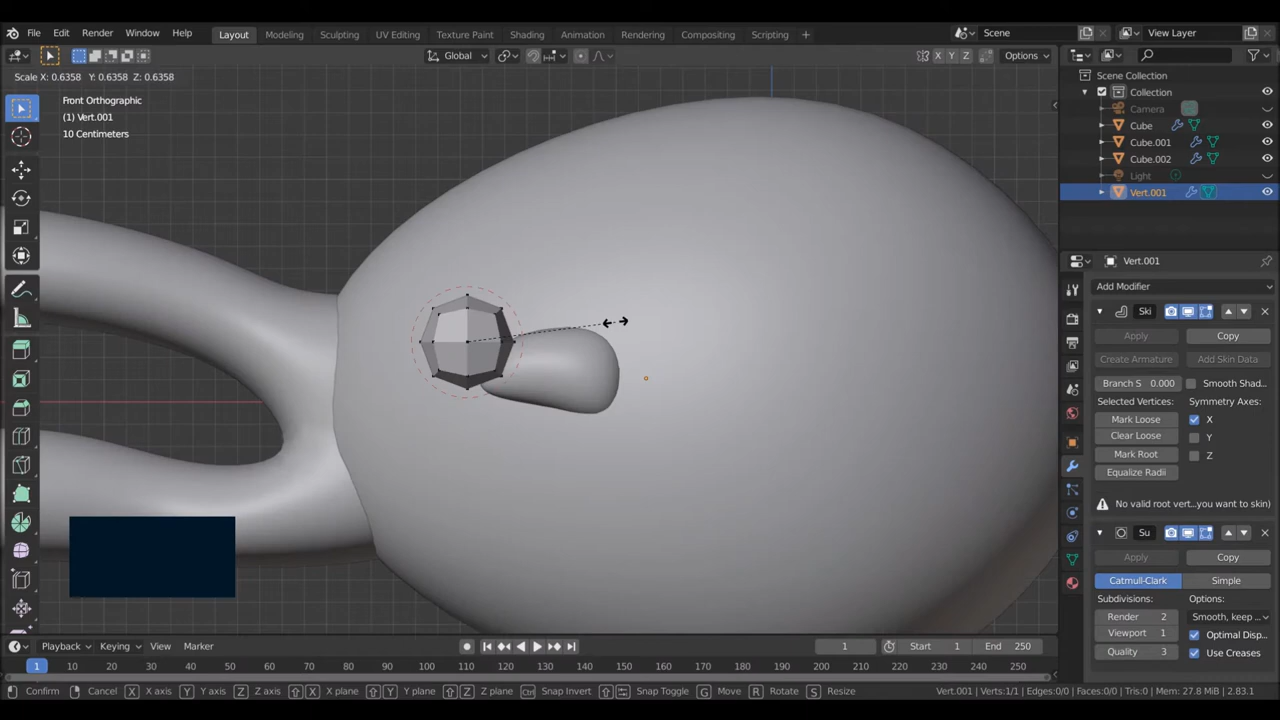 File Edit Render Window Help Layout Modeling Sculpting UV Editing Texture Paint Shading Animation Rendering Compositing Scripting + Scene View Layer
Global X Y Z Options
Scale X: 0.6358 Y: 0.6358 Z: 0.6358
Front Orthographic
(1) Vert.001
10 Centimeters
Scene Collection
Collection
Camera
Cube
Cube.001
Cube.002
Light
Vert.001
Vert.001
Add Modifier
Ski
Apply Copy
Create Armature Add Skin Data
Branch S 0.000 Smooth Shad..
Selected Vertices: Symmetry Axes:
Mark Loose X
Clear Loose Y
Mark Root Z
Equalize Radii
No valid root vert...you want to skin)
Su
Apply Copy
Catmull-Clark Simple
Subdivisions: Options:
Render 2 Smooth, keep ...
Viewport 1 Optimal Disp..
Quality 3 Use Creases
Playback Keying View Marker 1 Start 1 End 250
1 10 20 30 40 50 60 70 80 90 100 110 120 130 140 150 160 170 180 190 200 210 220 230 240 250
Confirm Cancel X X axis Y Y axis Z Z axis X X plane Y Y plane Z Z plane Ctrl Snap Invert Snap Toggle G Move R Rotate S Resize Vert.001 | Verts:1/1 | Edges:0/0 | Faces:0/0 | Tris:0 | Mem: 27.8 MiB | 2.83.1